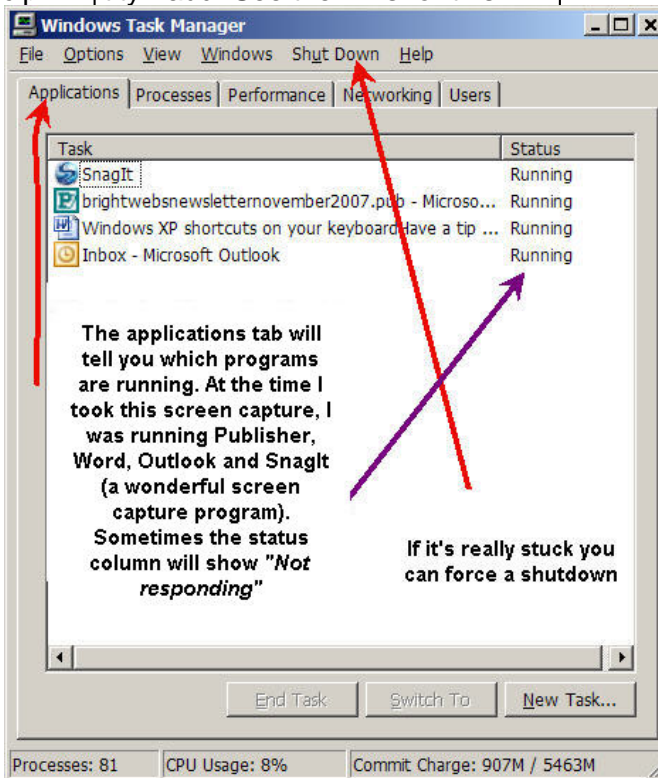 Windows Task Manager
File Options View Windows Shut Down Help
Applications Processes Performance Networking Users
Task Status
SnagIt Running
brightwebsnewsletternovember2007.pub - Microso... Running
Windows XP shortcuts on your keyboardHave a tip ... Running
Inbox - Microsoft Outlook Running
The applications tab will
tell you which programs
are running. At the time I
took this screen capture, I
was running Publisher,
Word, Outlook and SnagIt
(a wonderful screen
capture program).
Sometimes the status
column will show "Not
responding"
If it's really stuck you
can force a shutdown
End Task Switch To New Task...
Processes: 81 CPU Usage: 8% Commit Charge: 907M / 5463M